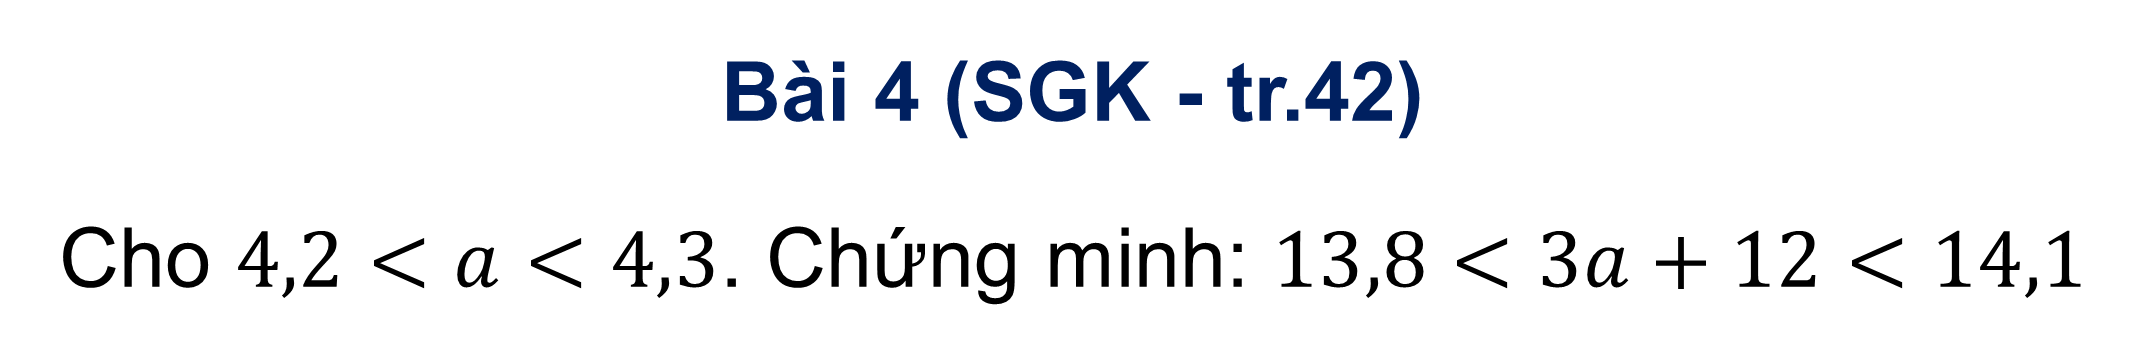 Bài 4 (SGK - tr.42)
Cho 4,2 < a < 4,3. Chứng minh: 13,8 < 3a + 12 < 14,1